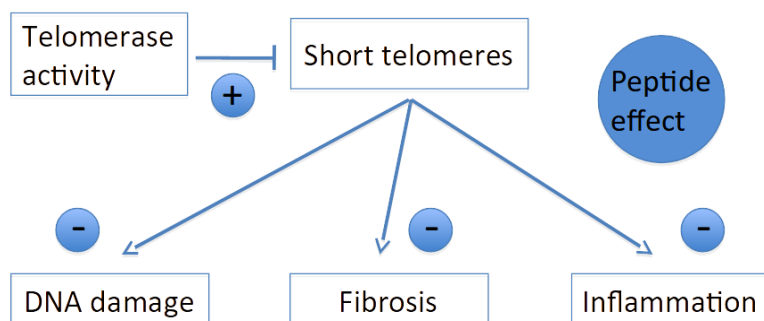 Telomerase
activity
Short telomeres
+
Peptide
effect
-
-
-
DNA damage
Fibrosis
Inflammation